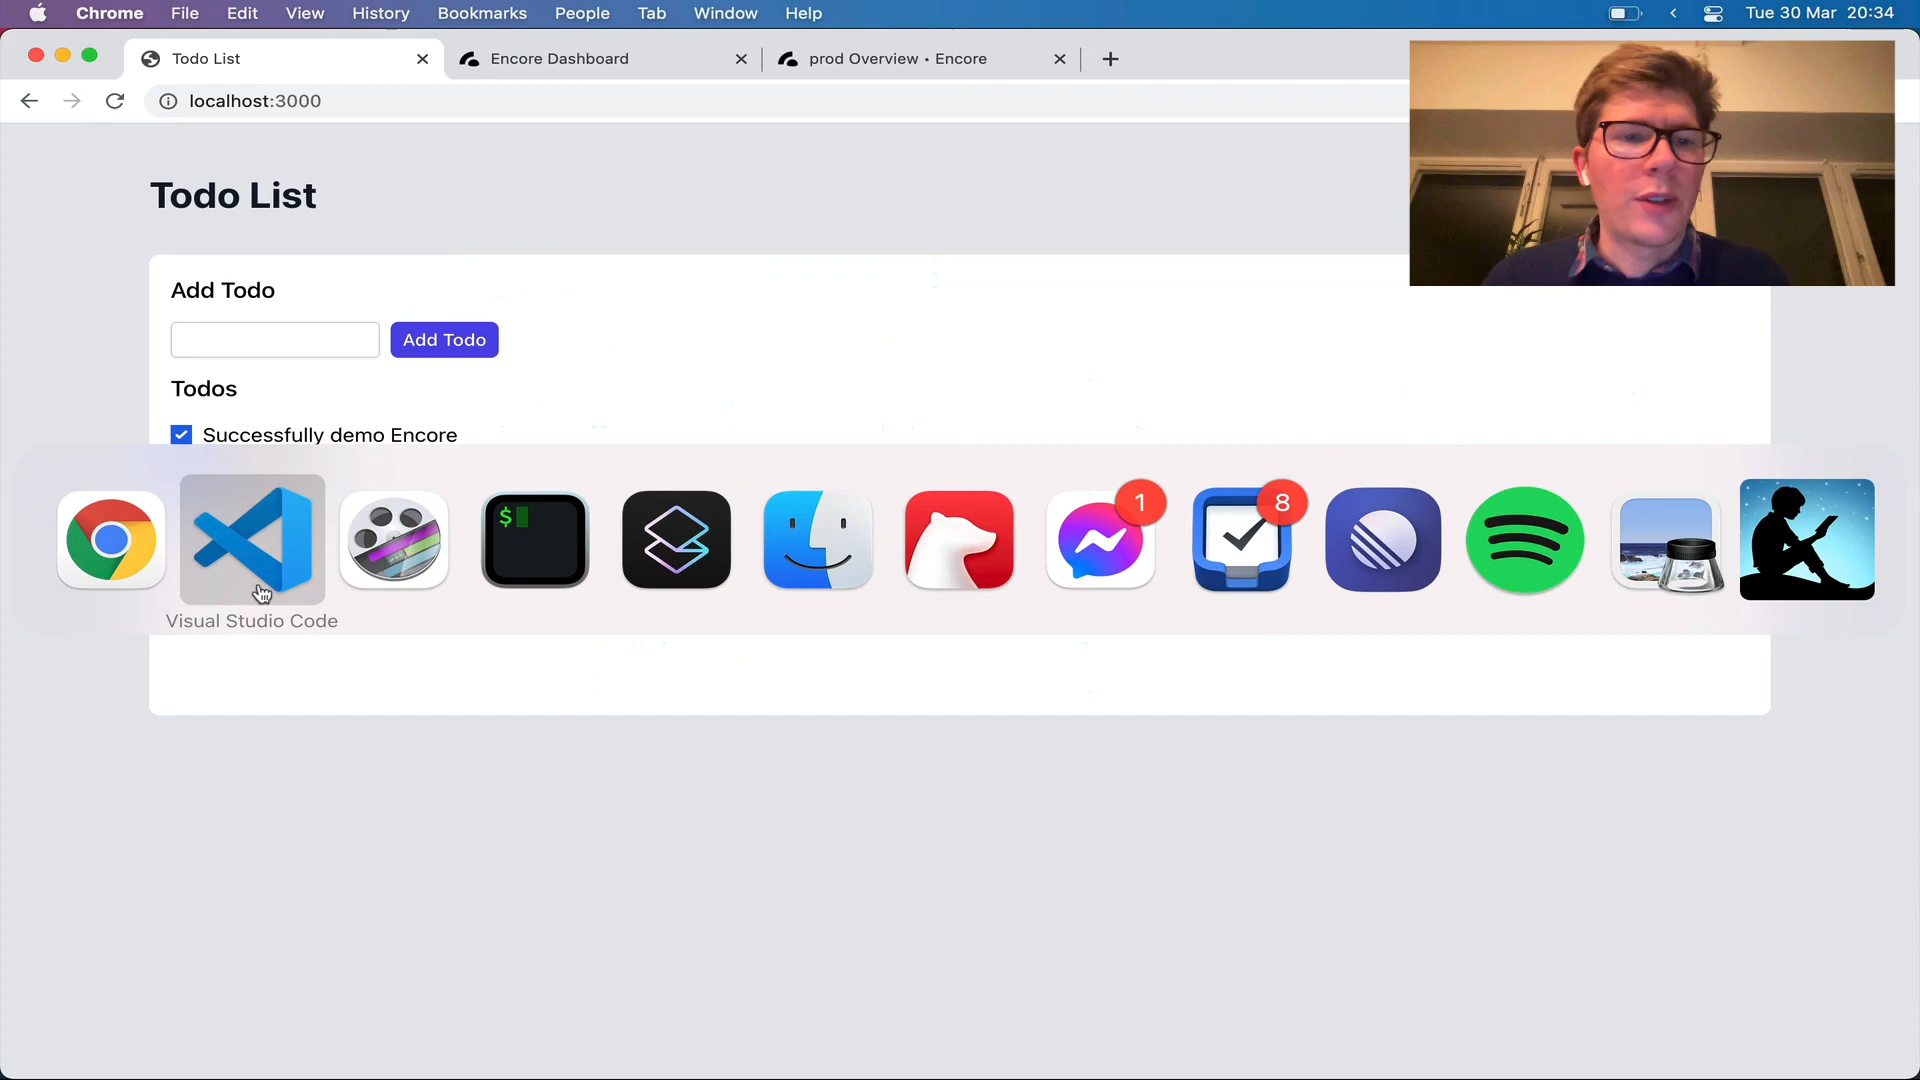 Chrome File Edit View History Bookmarks People Tab Window Help Tue 30 Mar 20:34
Todo List Encore Dashboard prod Overview • Encore
localhost:3000
Todo List
Add Todo
Add Todo
Todos
Successfully demo Encore
$
1
8
Visual Studio Code